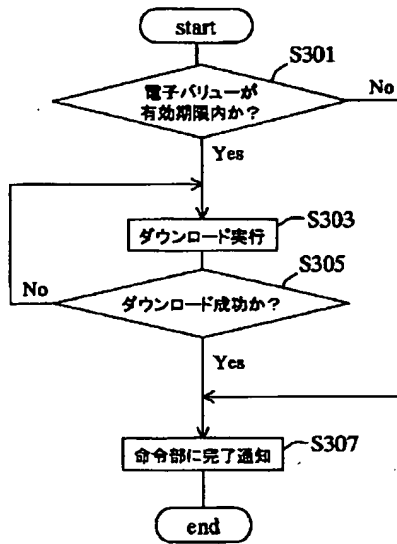 start
S301
電子バリューが
有効期限内か？
No
Yes
S303
ダウンロード実行
S305
No
ダウンロード成功か？
Yes
S307
命令部に完了通知
end